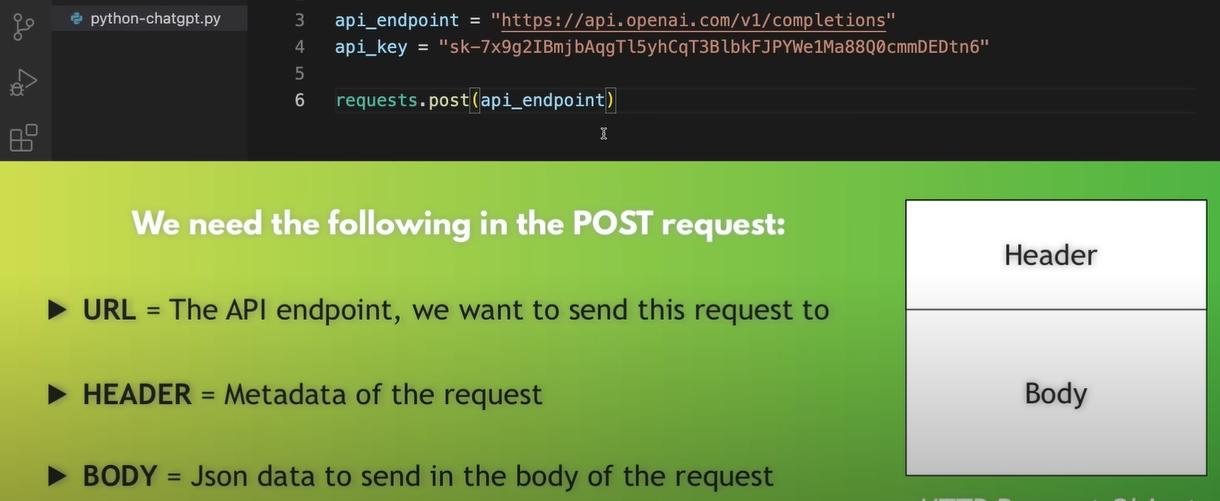 python-chatgpt.py
3 api_endpoint = "https://api.openai.com/v1/completions"
4 api_key = "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"
5
6 requests.post(api_endpoint)
We need the following in the POST request:
► URL = The API endpoint, we want to send this request to
► HEADER = Metadata of the request
► BODY = Json data to send in the body of the request
Header
Body